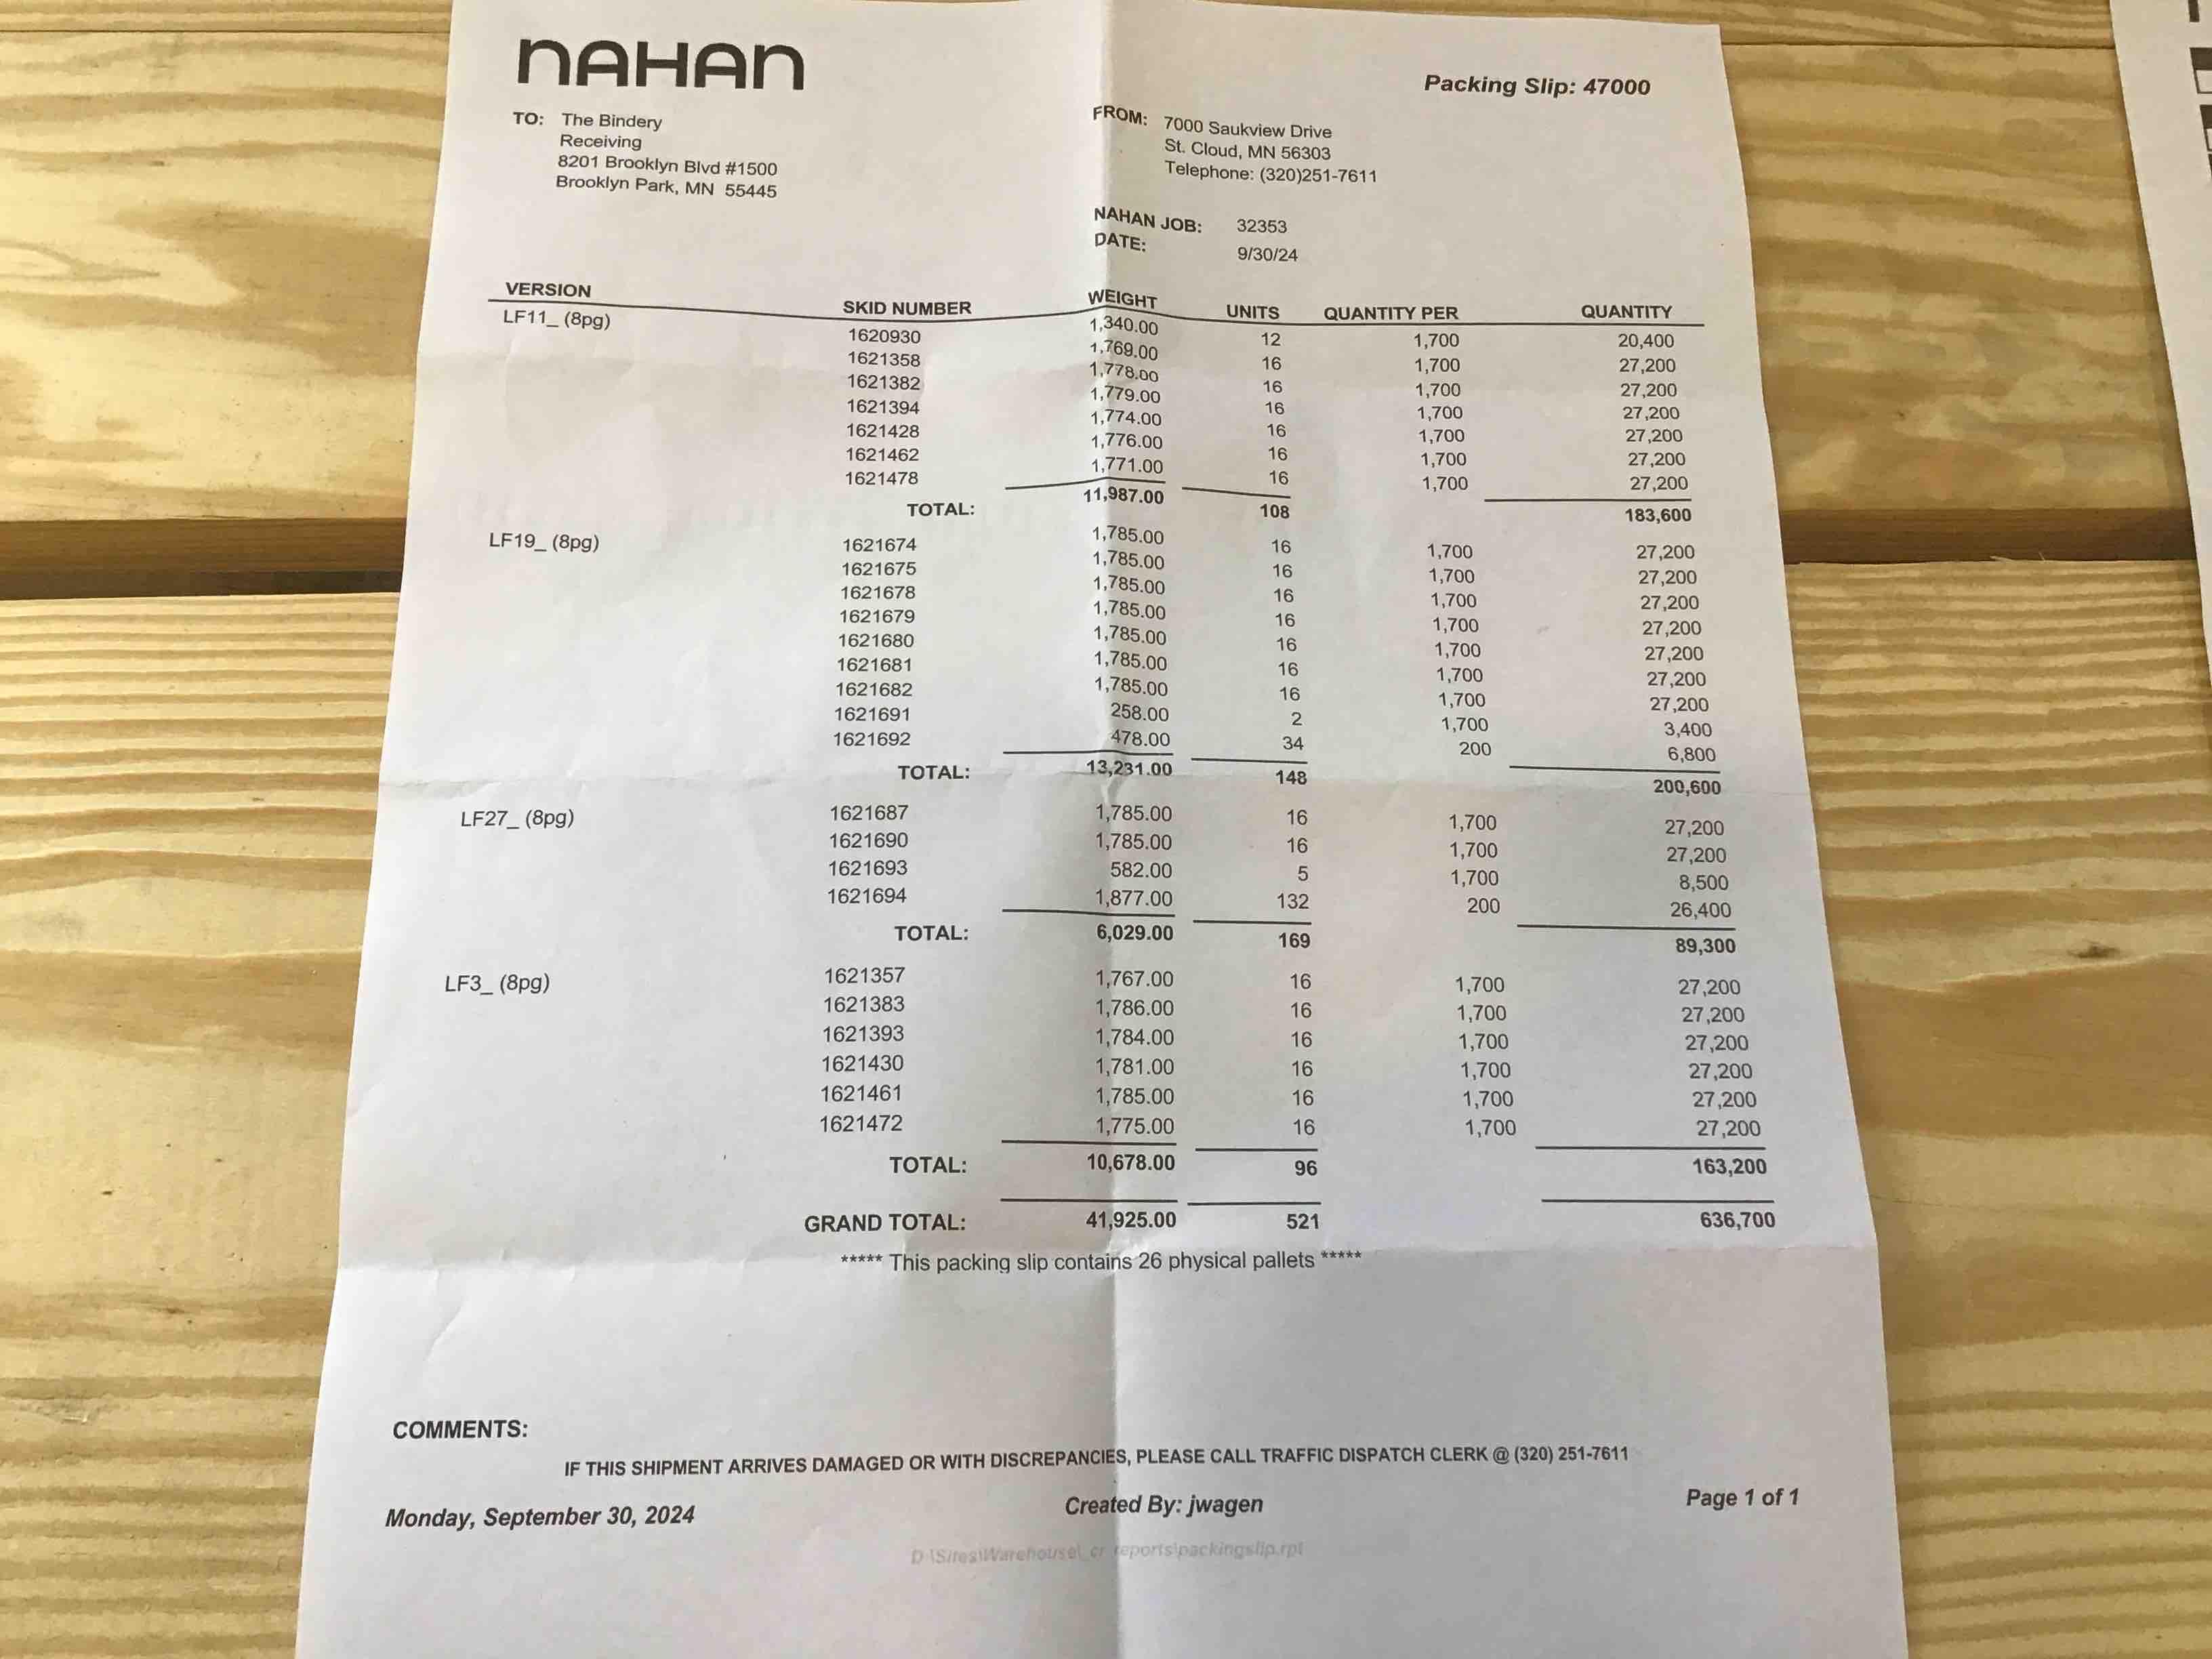 NAHAN
Packing Slip: 47000
TO: The Bindery
Receiving
8201 Brooklyn Blvd #1500
Brooklyn Park, MN 55445
FROM: 7000 Saukview Drive
St. Cloud, MN 56303
Telephone: (320)251-7611
NAHAN JOB: 32353
DATE: 9/30/24
VERSION SKID NUMBER WEIGHT UNITS QUANTITY PER QUANTITY
LF11_ (8pg) 1620930 1,340.00 12 1,700 20,400
1621358 1,769.00 16 1,700 27,200
1621382 1,778.00 16 1,700 27,200
1621394 1,779.00 16 1,700 27,200
1621428 1,774.00 16 1,700 27,200
1621462 1,776.00 16 1,700 27,200
1621478 1,771.00 16 1,700 27,200
TOTAL: 11,987.00 108 183,600
LF19_ (8pg) 1621674 1,785.00 16 1,700 27,200
1621675 1,785.00 16 1,700 27,200
1621678 1,785.00 16 1,700 27,200
1621679 1,785.00 16 1,700 27,200
1621680 1,785.00 16 1,700 27,200
1621681 1,785.00 16 1,700 27,200
1621682 1,785.00 16 1,700 27,200
1621691 258.00 2 1,700 3,400
1621692 478.00 34 200 6,800
TOTAL: 13,231.00 148 200,600
LF27_ (8pg) 1621687 1,785.00 16 1,700 27,200
1621690 1,785.00 16 1,700 27,200
1621693 582.00 5 1,700 8,500
1621694 1,877.00 132 200 26,400
TOTAL: 6,029.00 169 89,300
LF3_ (8pg) 1621357 1,767.00 16 1,700 27,200
1621383 1,786.00 16 1,700 27,200
1621393 1,784.00 16 1,700 27,200
1621430 1,781.00 16 1,700 27,200
1621461 1,785.00 16 1,700 27,200
1621472 1,775.00 16 1,700 27,200
TOTAL: 10,678.00 96 163,200
GRAND TOTAL: 41,925.00 521 636,700
***** This packing slip contains 26 physical pallets *****
COMMENTS:
IF THIS SHIPMENT ARRIVES DAMAGED OR WITH DISCREPANCIES, PLEASE CALL TRAFFIC DISPATCH CLERK @ (320) 251-7611
Monday, September 30, 2024 Created By: jwagen Page 1 of 1
D:\Sites\Warehouse\_cr_reports\packingslip.rpt